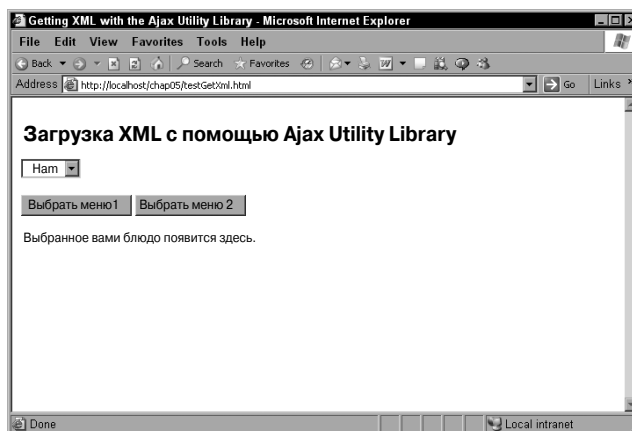 Getting XML with the Ajax Utility Library - Microsoft Internet Explorer
File Edit View Favorites Tools Help
Back Search Favorites
Address http://localhost/chap05/testGetXml.html Go Links
Загрузка XML с помощью Ajax Utility Library
Ham
Выбрать меню1 Выбрать меню 2
Выбранное вами блюдо появится здесь.
Done Local intranet